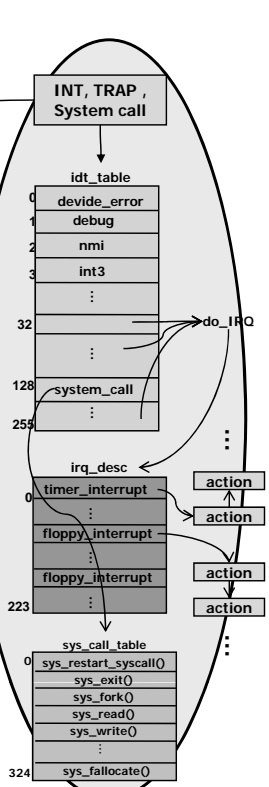 INT, TRAP ,
System call
idt_table
0 devide_error
1 debug
2 nmi
3 int3
⋮
32 do_IRQ
⋮
128 system_call
255 ⋮
⋮
irq_desc
action
0 timer_interrupt
action
⋮
floppy_interrupt
action
⋮
floppy_interrupt
action
223 ⋮
⋮
sys_call_table
0 sys_restart_syscall()
sys_exit()
sys_fork()
sys_read()
sys_write()
⋮
324 sys_fallocate()